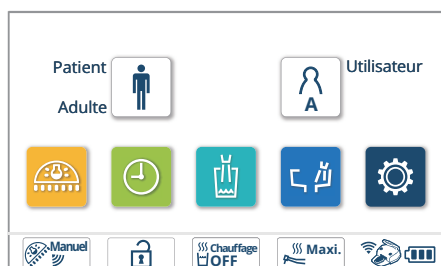 Patient
Utilisateur
Adulte
A
Manuel
Chauffage
OFF
Maxi.